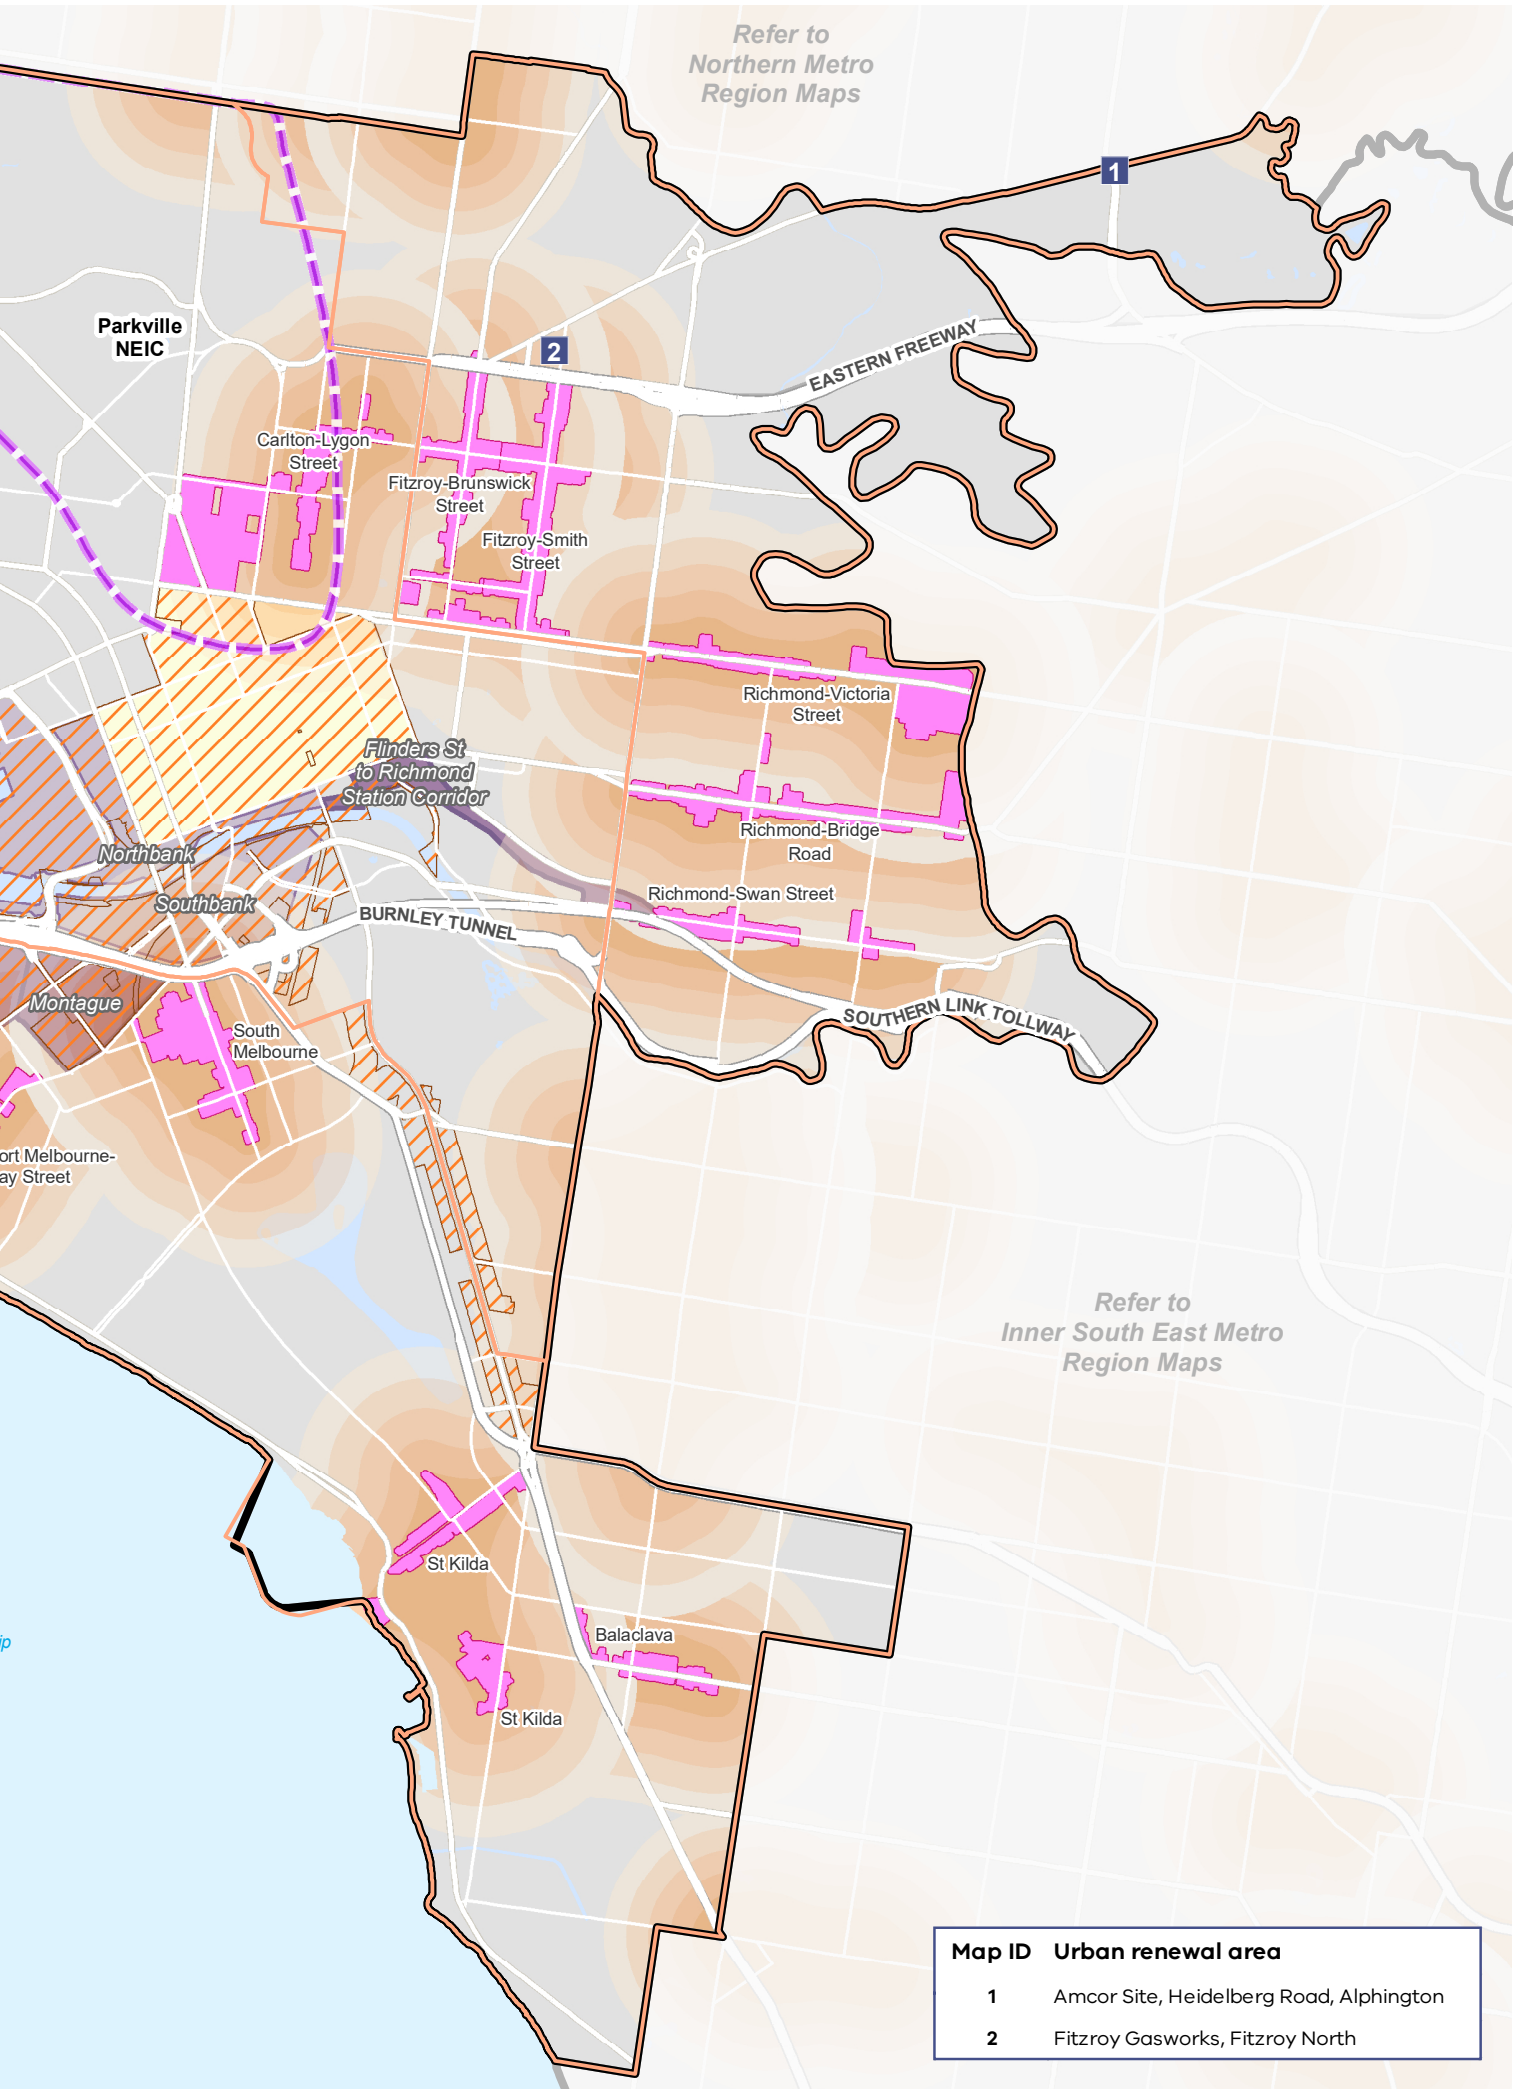 Refer to
Northern Metro
Region Maps
1
Parkville
NEIC
2
EASTERN FREEWAY
Carlton-Lygon
Street
Fitzroy-Brunswick
Street
Fitzroy-Smith
Street
Richmond-Victoria
Street
Flinders St
to Richmond
Station Corridor
Richmond-Bridge
Road
Northbank
Richmond-Swan Street
Southbank
BURNLEY TUNNEL
Montague
SOUTHERN LINK TOLLWAY
South
Melbourne
ort Melbourne-
ay Street
Refer to
Inner South East Metro
Region Maps
St Kilda
Balaclava
ip
St Kilda
Map ID Urban renewal area
1 Amcor Site, Heidelberg Road, Alphington
2 Fitzroy Gasworks, Fitzroy North